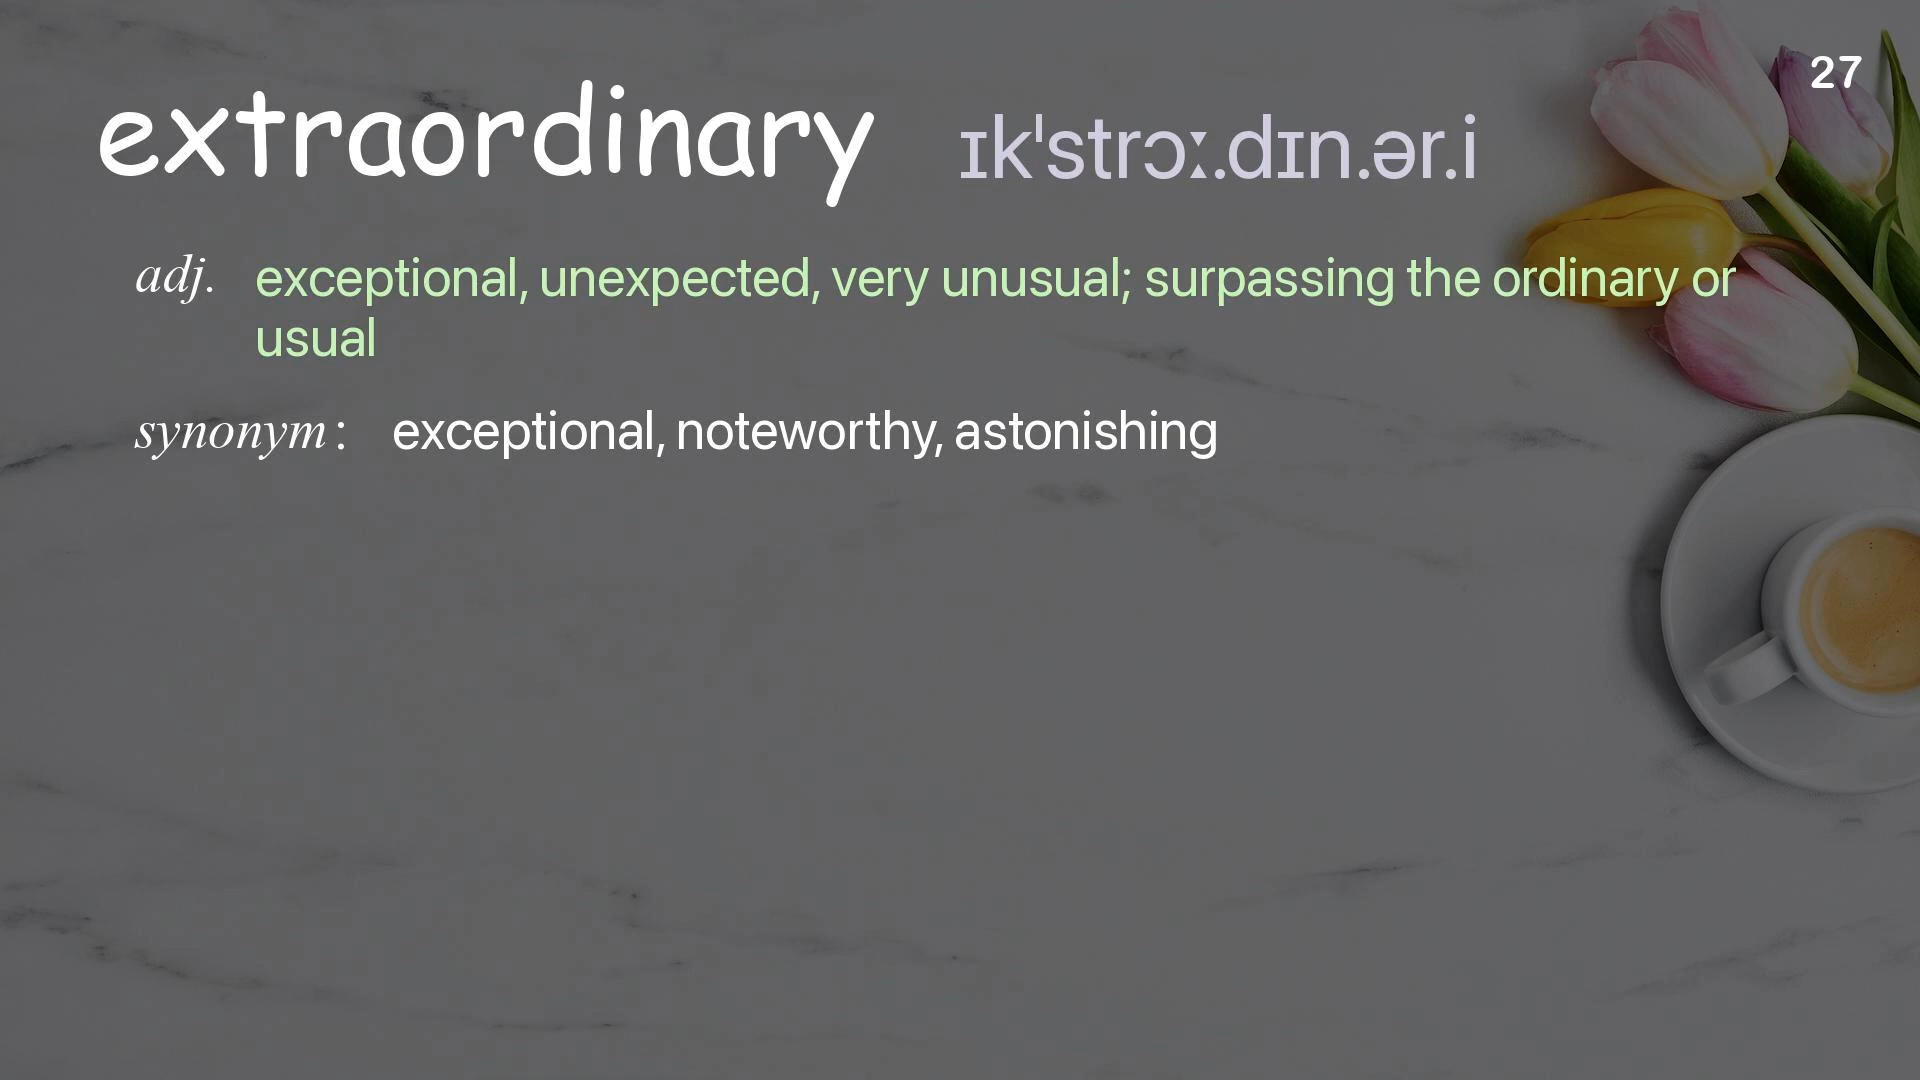 27
extraordinary ɪkˈstrɔː.dɪn.ər.i
adj. exceptional, unexpected, very unusual; surpassing the ordinary or
usual
synonym: exceptional, noteworthy, astonishing